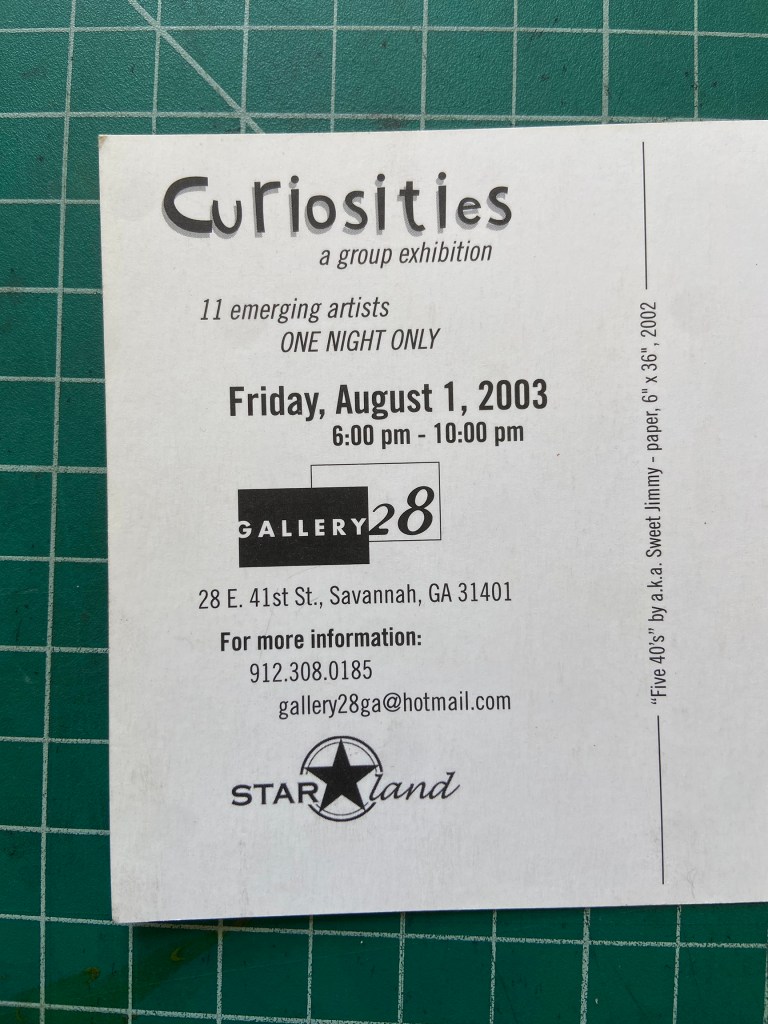 Curiosities
a group exhibition
11 emerging artists
ONE NIGHT ONLY
Friday, August 1, 2003
6:00 pm - 10:00 pm
GALLERY28
28 E. 41st St., Savannah, GA 31401
For more information:
912.308.0185
gallery28ga@hotmail.com
STAR land
"Five 40's" by a.k.a. Sweet Jimmy - paper, 6" x 36", 2002